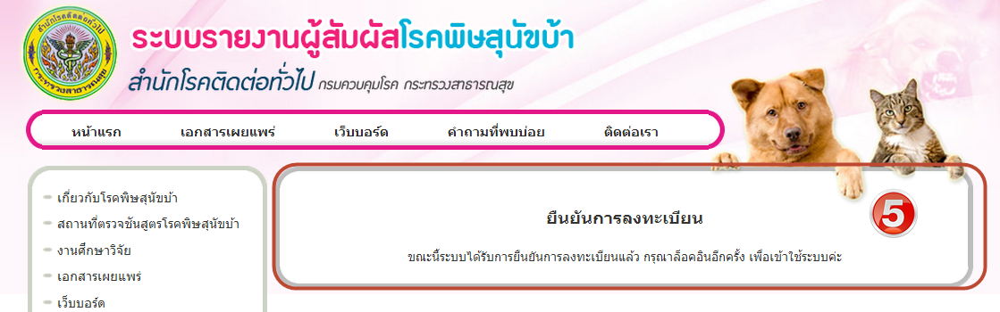 สำนักโรคติดต่อทั่วไป
กระทรวงสาธารณสุข
ระบบรายงานผู้สัมผัสโรคพิษสุนัขบ้า
สำนักโรคติดต่อทั่วไป กรมควบคุมโรค กระทรวงสาธารณสุข
หน้าแรก เอกสารเผยแพร่ เว็บบอร์ด คำถามที่พบบ่อย ติดต่อเรา
เกี่ยวกับโรคพิษสุนัขบ้า
สถานที่ตรวจชันสูตรโรคพิษสุนัขบ้า
งานศึกษาวิจัย
เอกสารเผยแพร่
เว็บบอร์ด
5
ยืนยันการลงทะเบียน
ขณะนี้ระบบได้รับการยืนยันการลงทะเบียนแล้ว กรุณาล็อคอินอีกครั้ง เพื่อเข้าใช้ระบบค่ะ